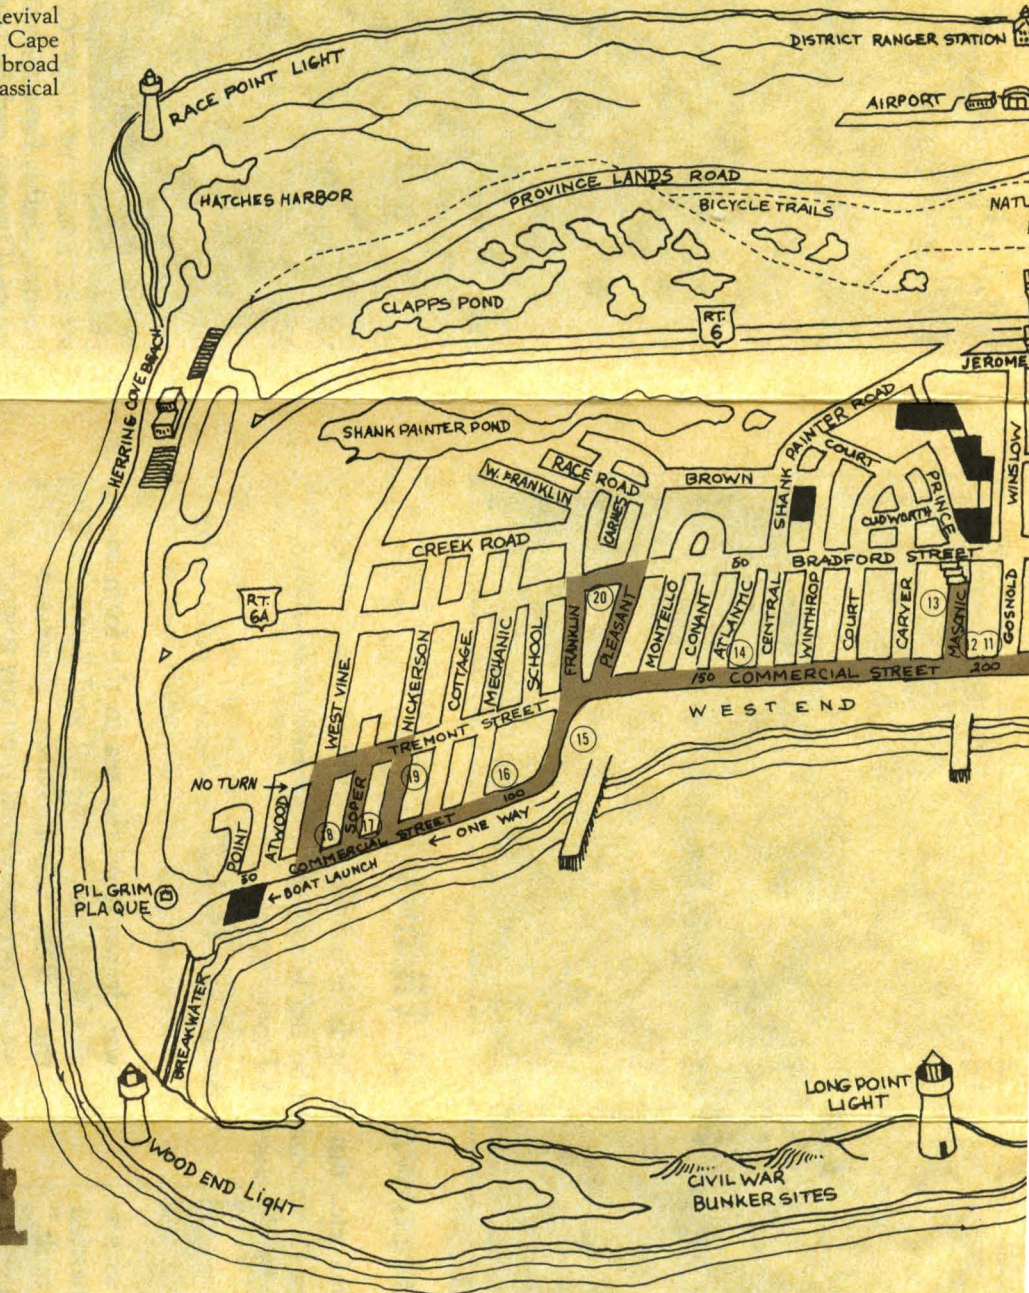 Revival
Cape
broad
assical
DISTRICT RANGER STATION
RACE POINT LIGHT
AIRPORT
HATCHES HARBOR
PROVINCE LANDS ROAD
BICYCLE TRAILS
NATU
CLAPPS POND
RT.
6
JEROME
HERRING COVE BEACH
SHANK PAINTER POND
SHANK PAINTER ROAD
COURT
W. FRANKLIN
RACE ROAD
BROWN
PRINCE
WINSLOW
CARNES
CUDWORTH
CREEK ROAD
50
BRADFORD STREET
RT.
6A
20
13
WEST VINE
NICKERSON
COTTAGE
MECHANIC
SCHOOL
FRANKLIN
PLEASANT
MONTELLO
CONANT
ATLANTIC
CENTRAL
WINTHROP
COURT
CARVER
MASONIC
GOSNOLD
14
2 11
150 COMMERCIAL STREET 200
WEST END
TREMONT STREET
15
NO TURN →
19
16
ATWOOD
SOPER
18
17
100
POINT
COMMERCIAL STREET
← ONE WAY
50
← BOAT LAUNCH
PILGRIM
PLAQUE
BREAKWATER
LONG POINT
LIGHT
WOOD END LIGHT
CIVIL WAR
BUNKER SITES